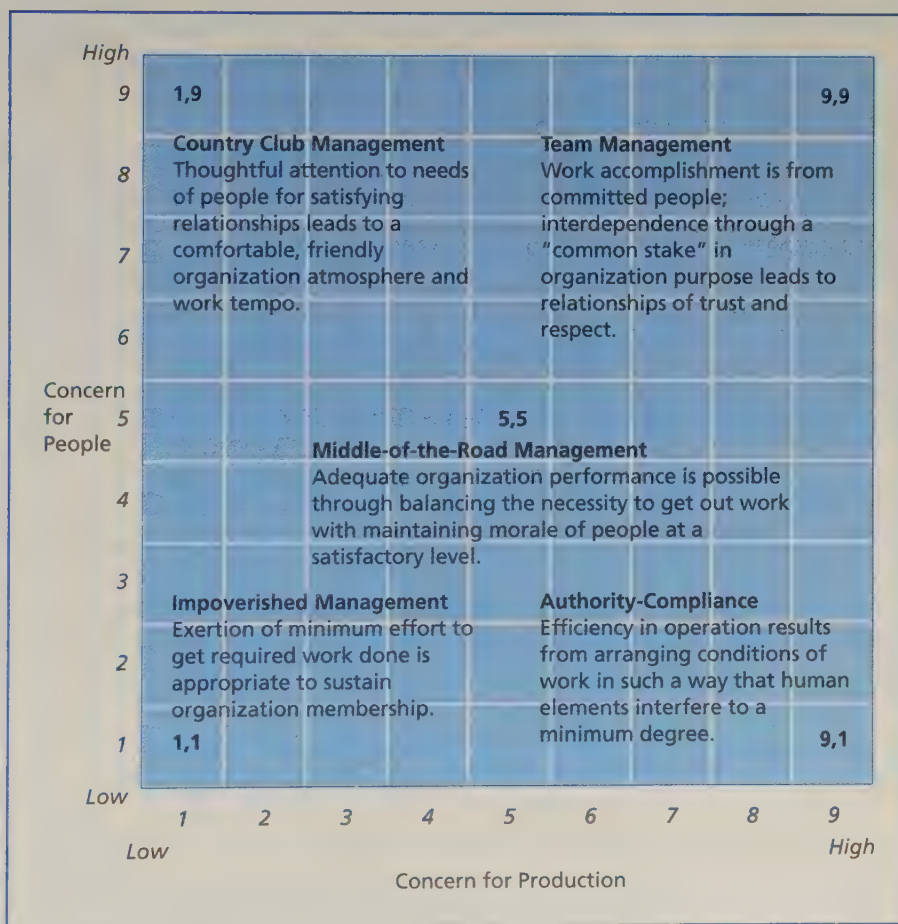 High
9
1,9
9,9
Country Club Management
Thoughtful attention to needs
of people for satisfying
relationships leads to a
comfortable, friendly
organization atmosphere and
work tempo.
Team Management
Work accomplishment is from
committed people;
interdependence through a
"common stake" in
organization purpose leads to
relationships of trust and
respect.
8
7
6
Concern
for
People
5
5,5
Middle-of-the-Road Management
Adequate organization performance is possible
through balancing the necessity to get out work
with maintaining morale of people at a
satisfactory level.
4
3
Impoverished Management
Exertion of minimum effort to
get required work done is
appropriate to sustain
organization membership.
1,1
Authority-Compliance
Efficiency in operation results
from arranging conditions of
work in such a way that human
elements interfere to a
minimum degree.
9,1
2
1
Low
1 2 3 4 5 6 7 8 9
Low
High
Concern for Production